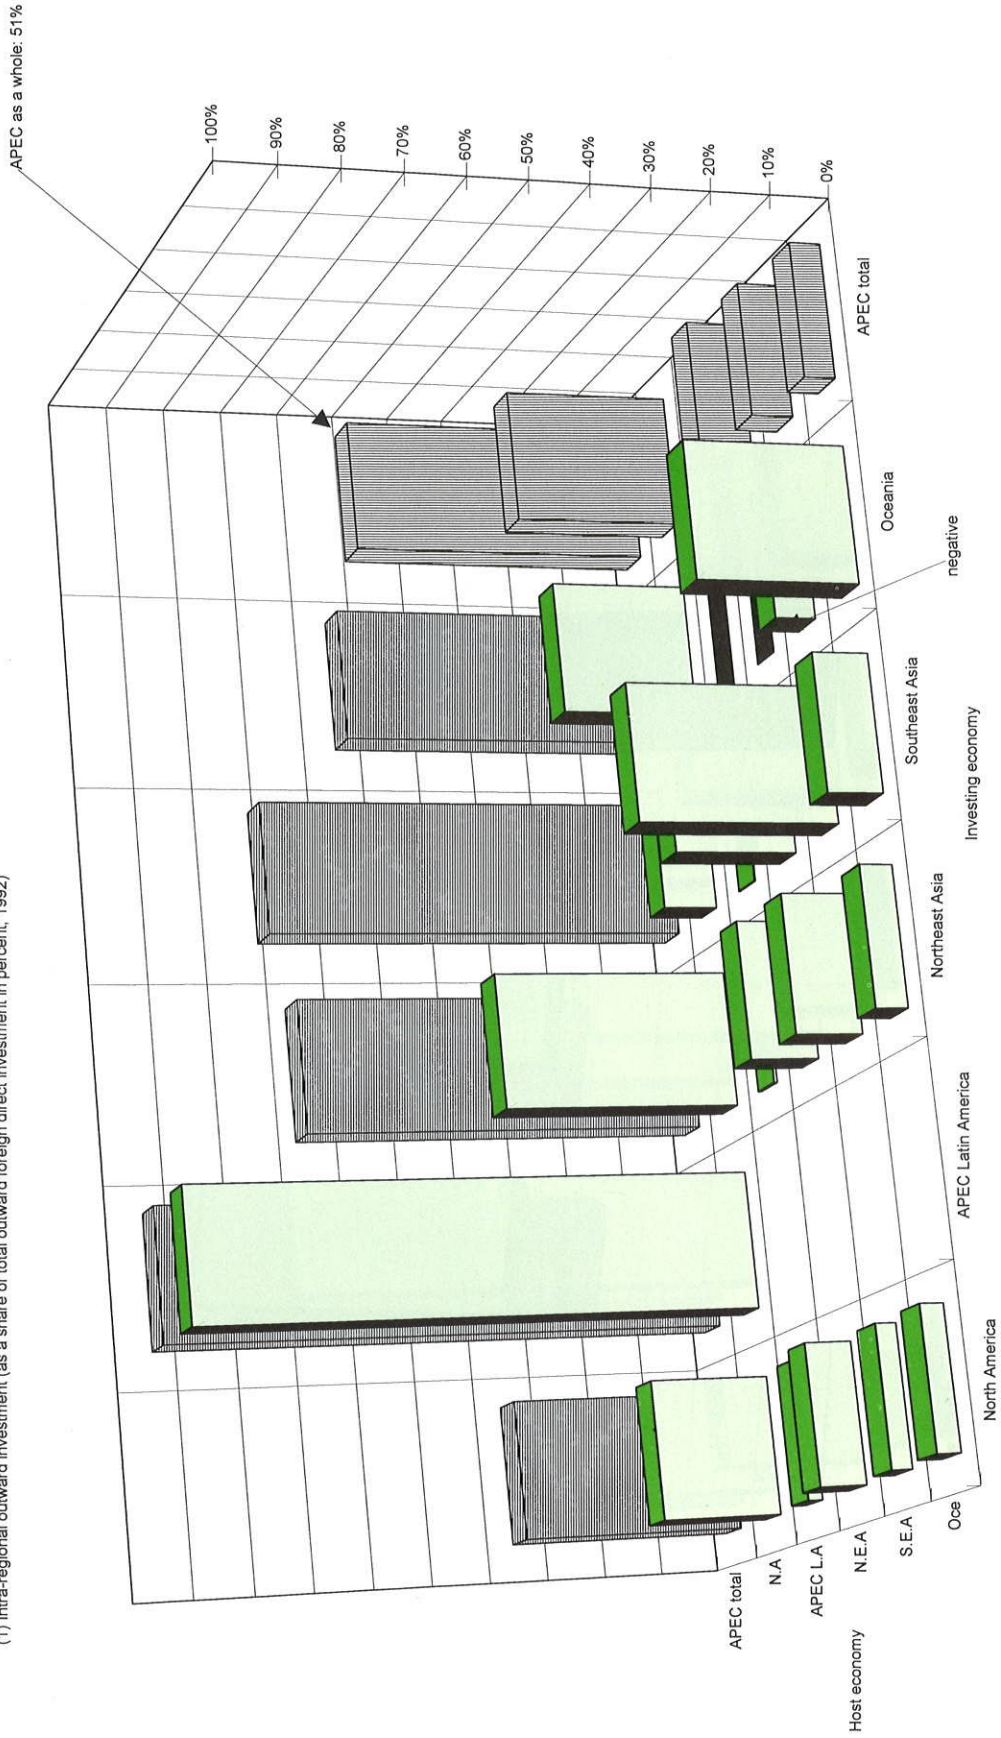 (1) Intra-regional outward investment (as a share of total outward foreign direct investment in percent, 1992)
APEC as a whole: 51%
100%
90%
80%
70%
60%
50%
40%
30%
20%
10%
0%
APEC total
N.A
APEC L.A
N.E.A
S.E.A
Oce
Host economy
North America
APEC Latin America
Northeast Asia
Southeast Asia
Oceania
APEC total
Investing economy
negative